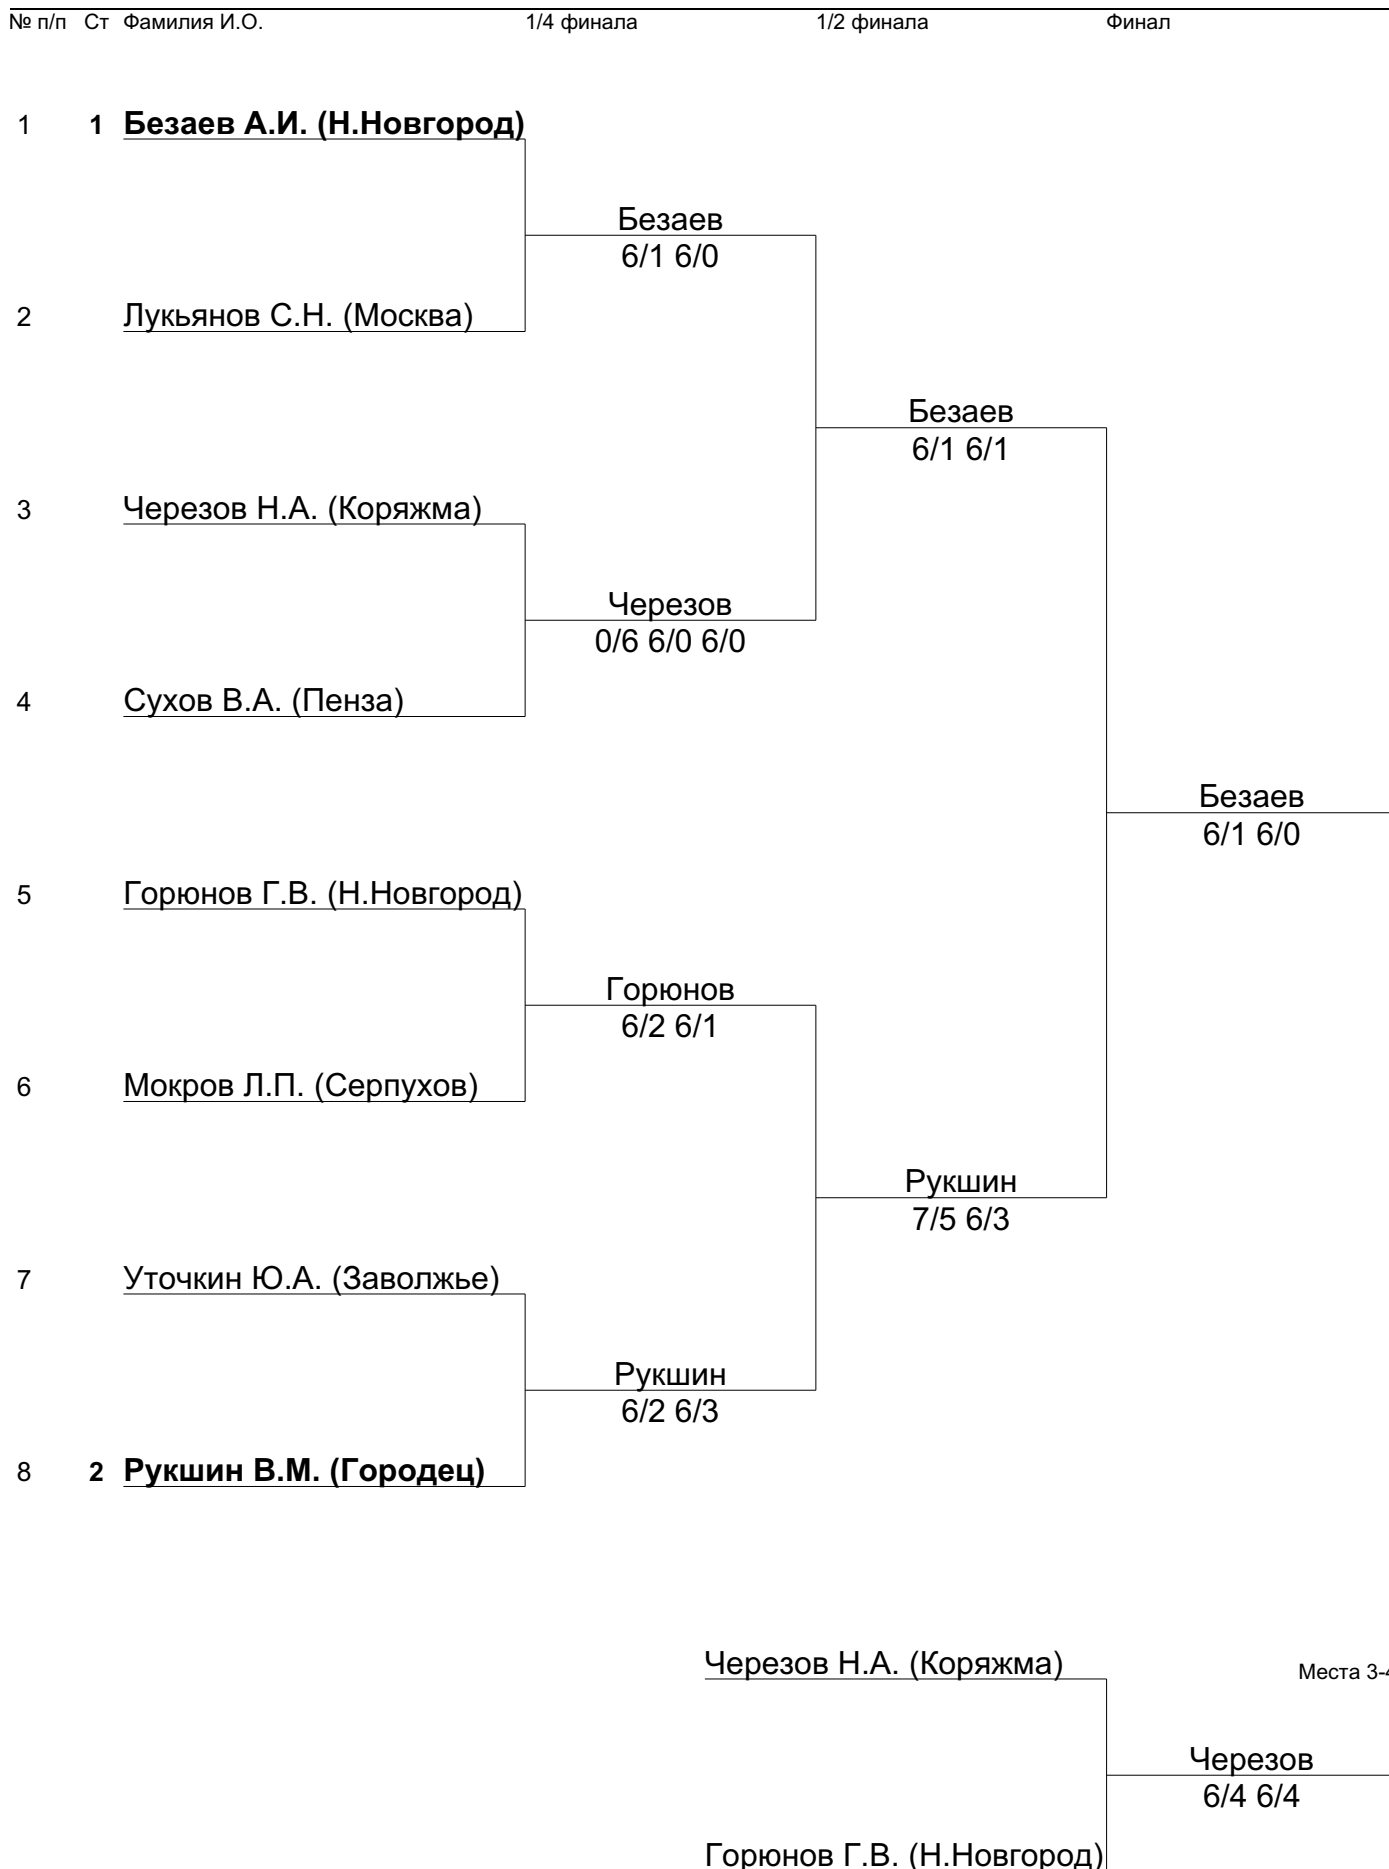 № п/п Ст Фамилия И.О. 1/4 финала 1/2 финала Финал
1 1 Безаев А.И. (Н.Новгород)
Безаев
6/1 6/0
2 Лукьянов С.Н. (Москва)
Безаев
6/1 6/1
3 Черезов Н.А. (Коряжма)
Черезов
0/6 6/0 6/0
4 Сухов В.А. (Пенза)
Безаев
6/1 6/0
5 Горюнов Г.В. (Н.Новгород)
Горюнов
6/2 6/1
6 Мокров Л.П. (Серпухов)
Рукшин
7/5 6/3
7 Уточкин Ю.А. (Заволжье)
Рукшин
6/2 6/3
8 2 Рукшин В.М. (Городец)
Черезов Н.А. (Коряжма)
Места 3-4
Черезов
6/4 6/4
Горюнов Г.В. (Н.Новгород)